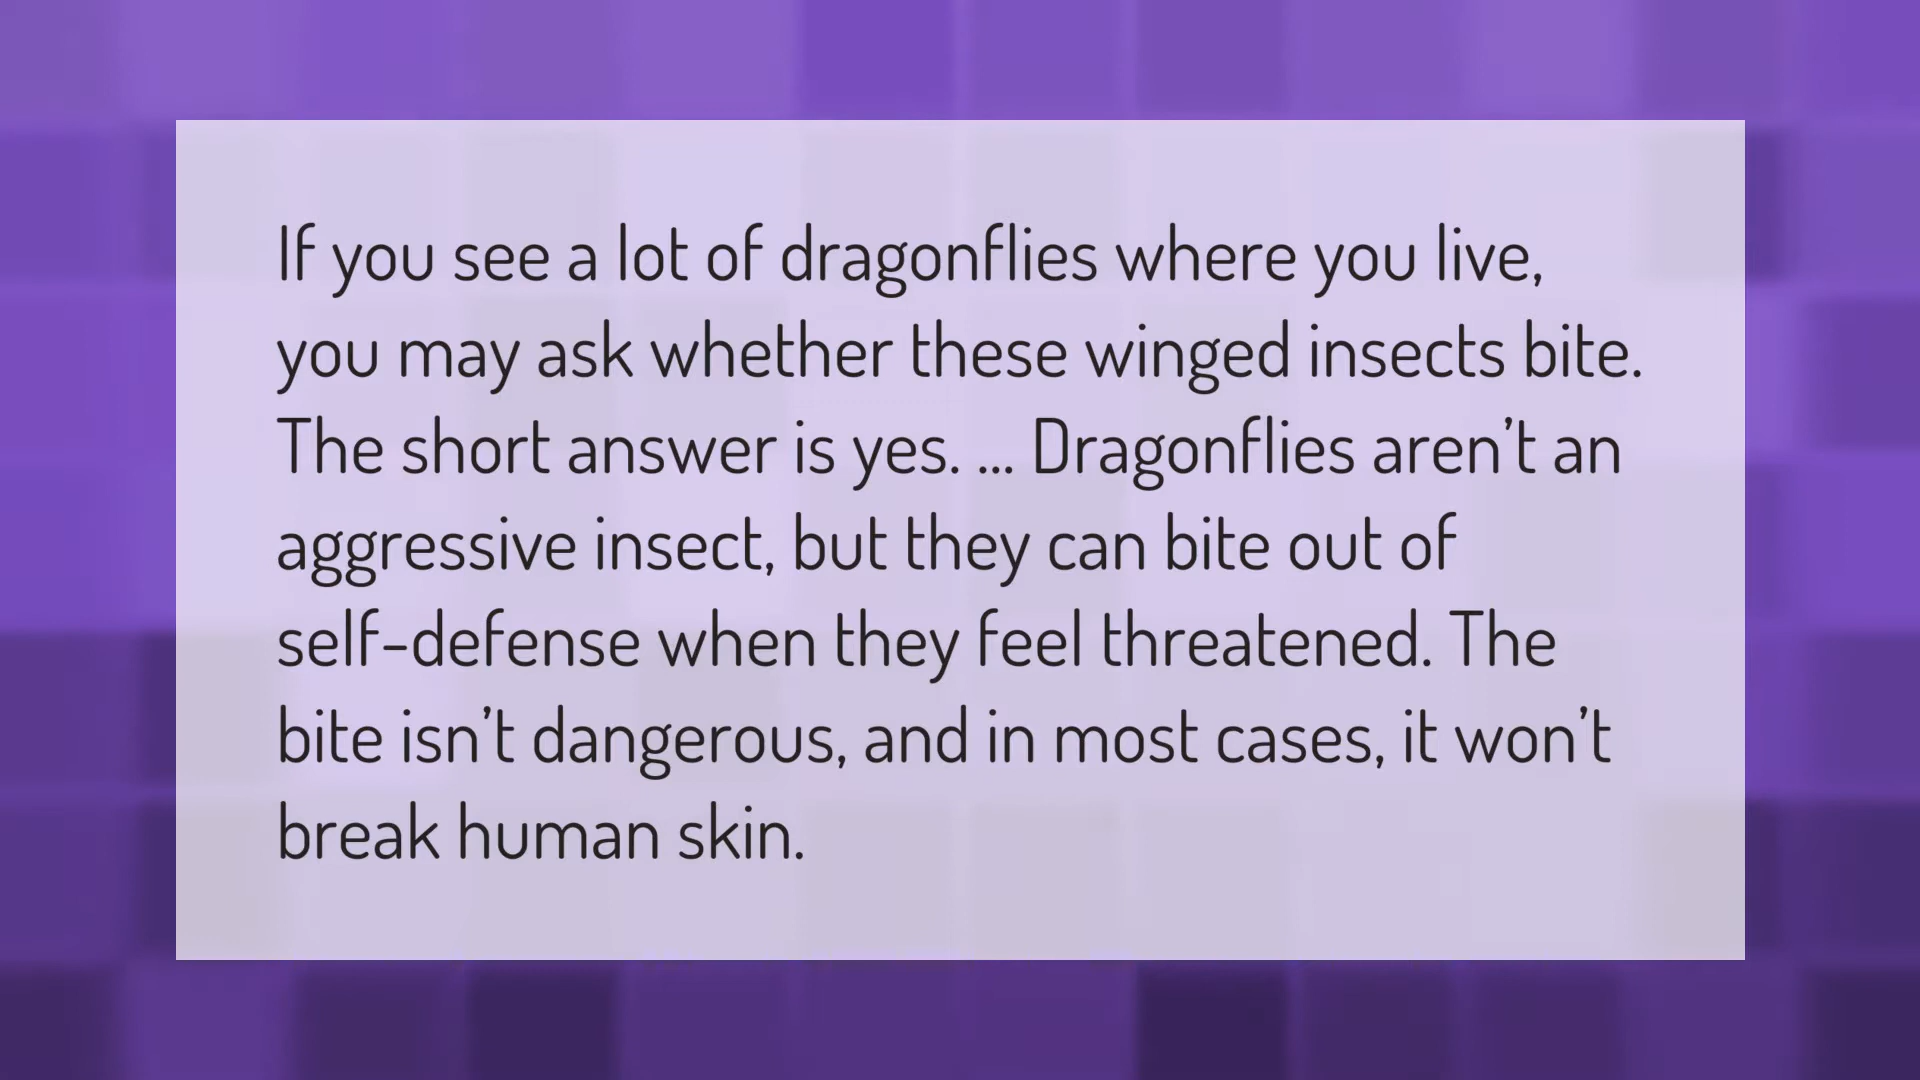 If you see a lot of dragonflies where you live,
you may ask whether these winged insects bite.
The short answer is yes. ... Dragonflies aren’t an
aggressive insect, but they can bite out of
self-defense when they feel threatened. The
bite isn’t dangerous, and in most cases, it won’t
break human skin.